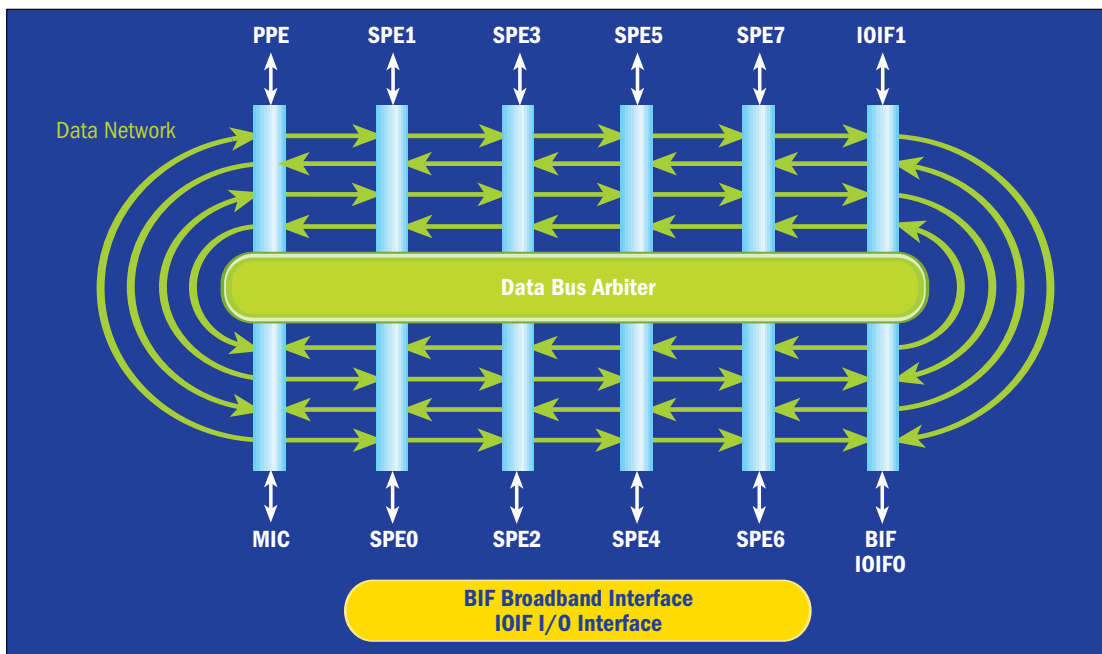 PPE SPE1 SPE3 SPE5 SPE7 IOIF1
Data Network
Data Bus Arbiter
MIC SPE0 SPE2 SPE4 SPE6 BIF
IOIF0
BIF Broadband Interface
IOIF I/O Interface